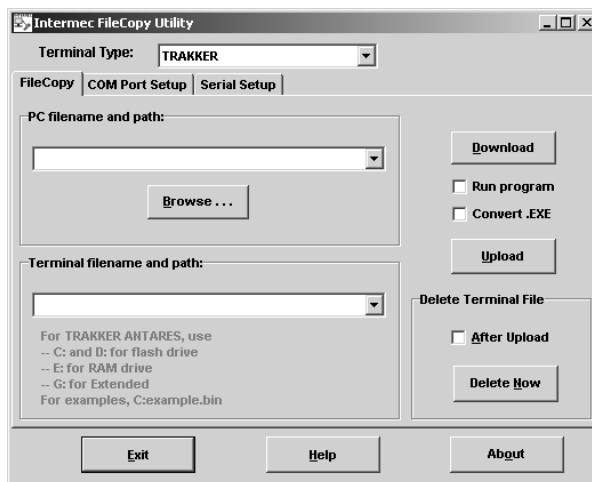 Intermec FileCopy Utility
Terminal Type: TRAKKER
FileCopy COM Port Setup Serial Setup
PC filename and path:
Browse . . .
Download
Run program
Convert .EXE
Upload
Terminal filename and path:
For TRAKKER ANTARES, use
-- C: and D: for flash drive
-- E: for RAM drive
-- G: for Extended
For examples, C:example.bin
Delete Terminal File
After Upload
Delete Now
Exit Help About